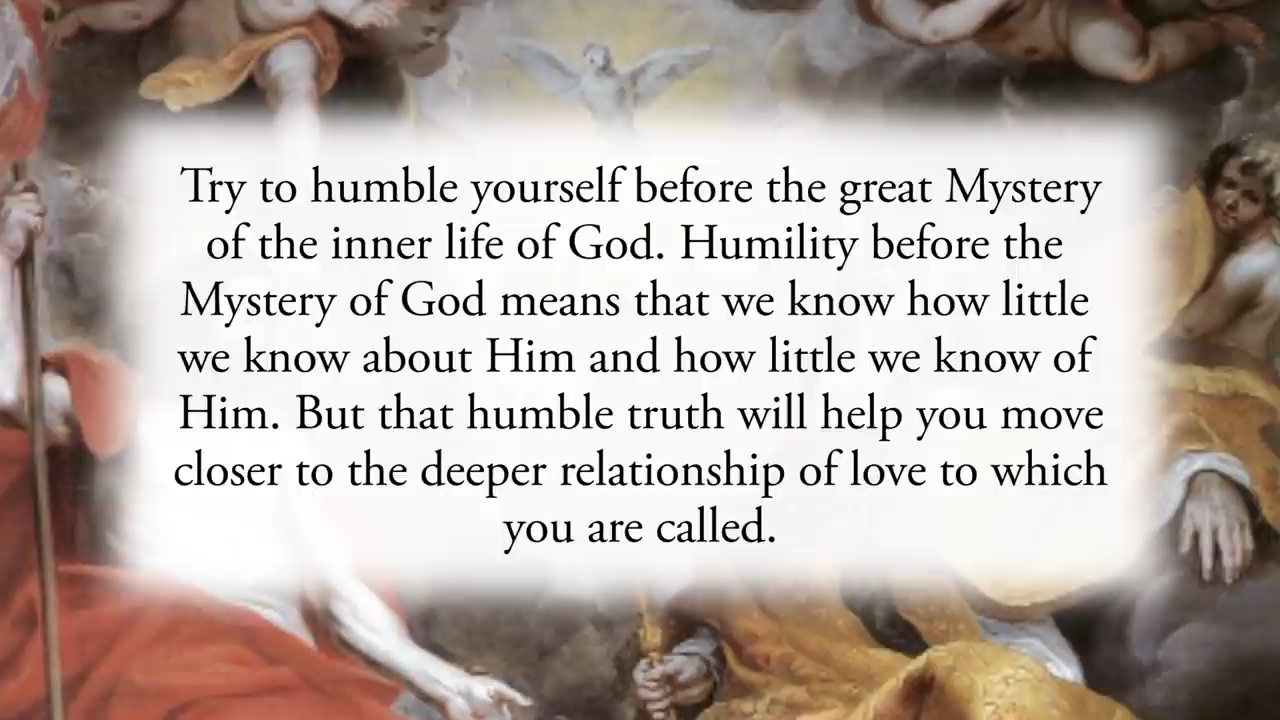 Try to humble yourself before the great Mystery
of the inner life of God. Humility before the
Mystery of God means that we know how little
we know about Him and how little we know of
Him. But that humble truth will help you move
closer to the deeper relationship of love to which
you are called.